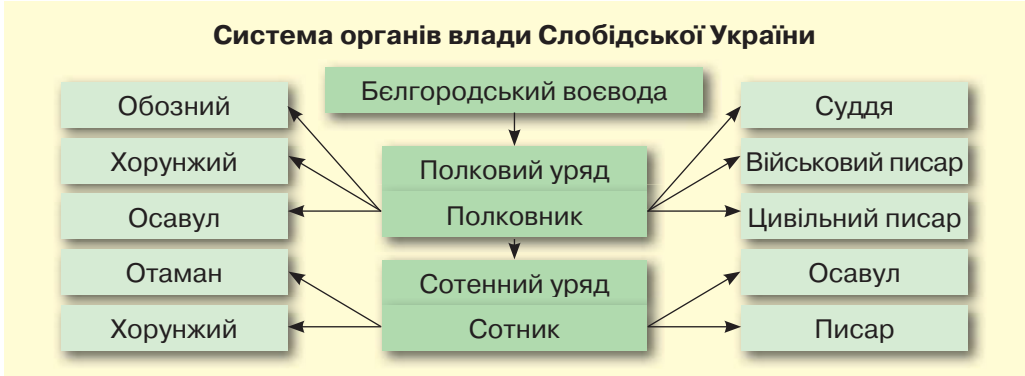 Система органів влади Слобідської України
Бєлгородський воєвода
Обозний
Суддя
Полковий уряд
Хорунжий
Військовий писар
Полковник
Осавул
Цивільний писар
Сотенний уряд
Отаман
Осавул
Сотник
Хорунжий
Писар